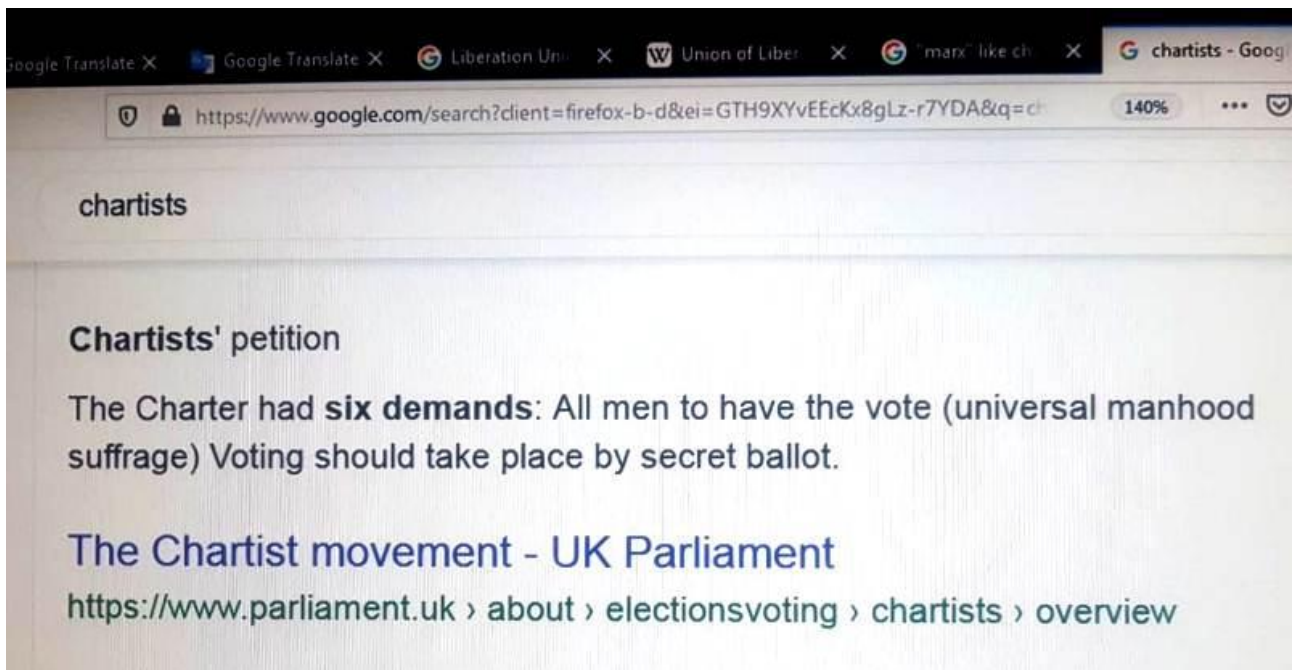 Google Translate
Google Translate
Liberation Uni
Union of Liber
"marx" like ch
chartists - Googl
https://www.google.com/search?client=firefox-b-d&ei=GTH9XYvEEcKx8gLz-r7YDA&q=ch
140%
chartists
Chartists' petition
The Charter had six demands: All men to have the vote (universal manhood
suffrage) Voting should take place by secret ballot.
The Chartist movement - UK Parliament
https://www.parliament.uk › about › electionsvoting › chartists › overview